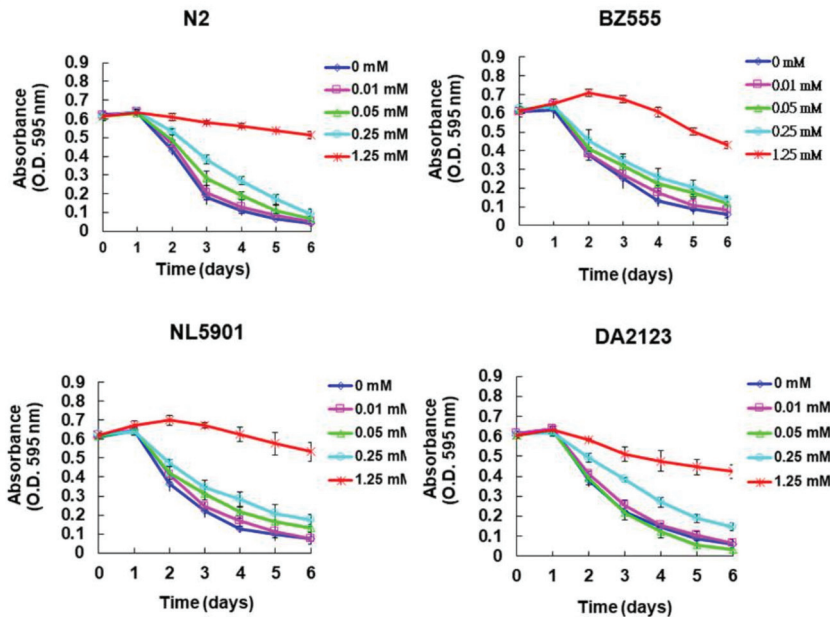 N2
Absorbance
(O.D. 595 nm)
0.9
0.8
0.7
0.6
0.5
0.4
0.3
0.2
0.1
0
0 1 2 3 4 5 6
Time (days)
0 mM
0.01 mM
0.05 mM
0.25 mM
1.25 mM
BZ555
Absorbance
(O.D. 595 nm)
0.9
0.8
0.7
0.6
0.5
0.4
0.3
0.2
0.1
0
0 1 2 3 4 5 6
Time (days)
0 mM
0.01 mM
0.05 mM
0.25 mM
1.25 mM
NL5901
Absorbance
(O.D. 595 nm)
0.9
0.8
0.7
0.6
0.5
0.4
0.3
0.2
0.1
0
0 1 2 3 4 5 6
Time (days)
0 mM
0.01 m
0.05 m
0.25 m
1.25 mM
DA2123
Absorbance
(O.D. 595 nm)
0.9
0.8
0.7
0.6
0.5
0.4
0.3
0.2
0.1
0
0 1 2 3 4 5 6
Time (days)
0 mM
0.01 mM
0.05 mM
0.25 mM
1.25 mM